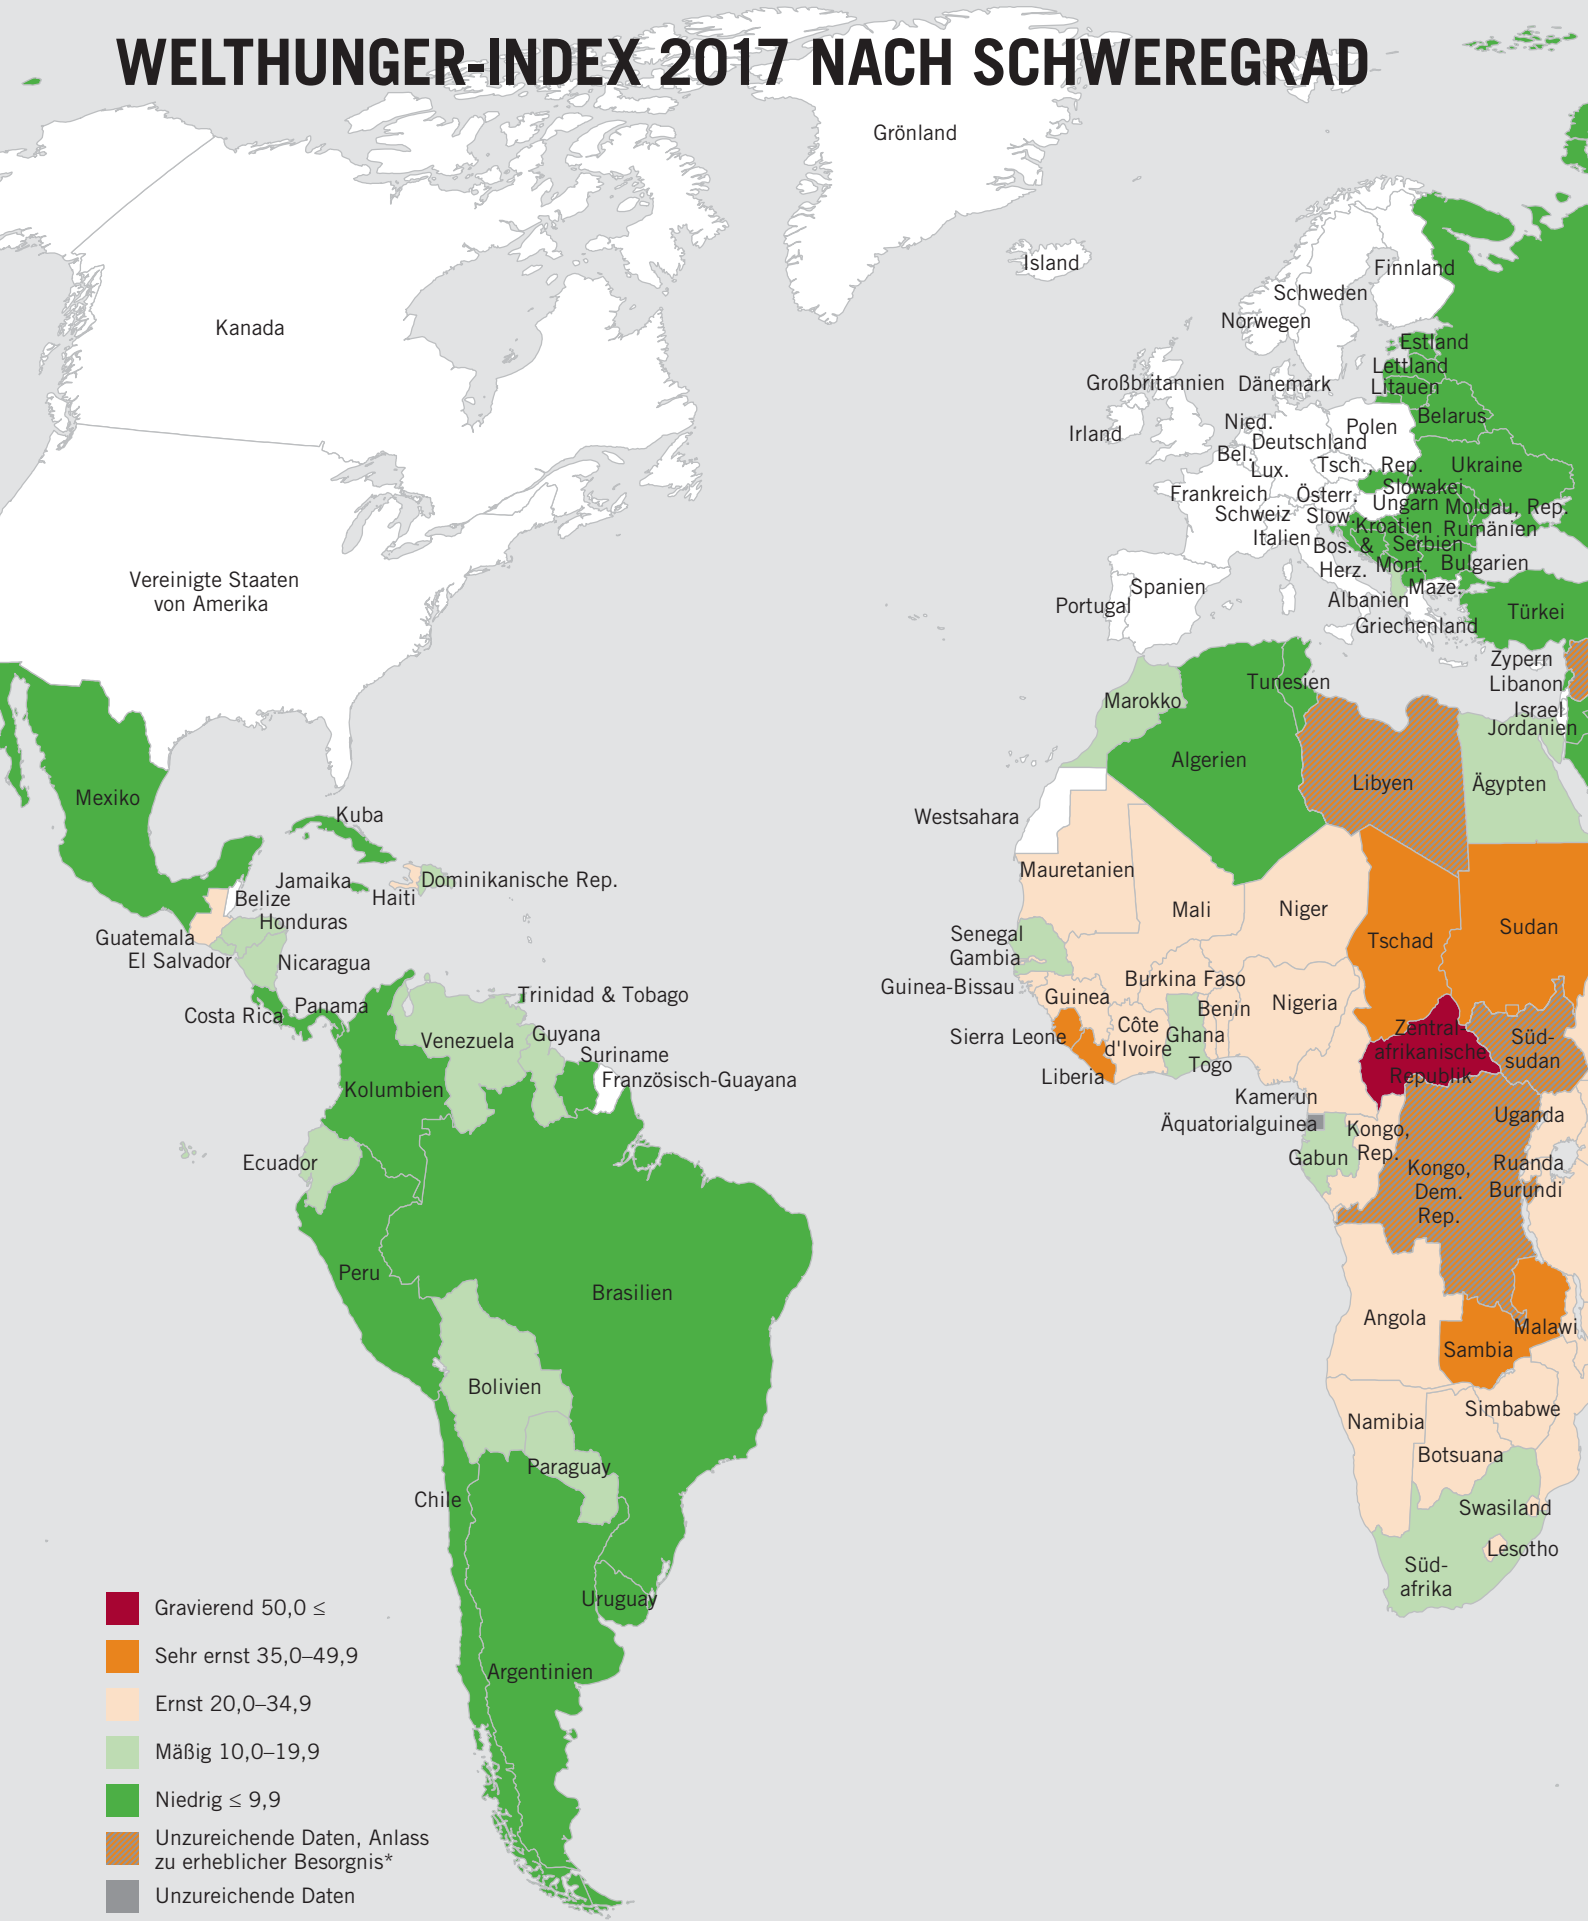 WELTHUNGER-INDEX 2017 NACH SCHWEREGRAD
Grönland
Island
Finnland
Schweden
Norwegen
Kanada
Estland
Lettland
Litauen
Großbritannien
Dänemark
Belarus
Irland
Nied.
Polen
Deutschland
Bel.
Lux.
Tsch., Rep.
Ukraine
Slowakei
Frankreich
Österr.
Ungarn
Moldau, Rep.
Schweiz
Slow.
Kroatien
Rumänien
Italien
Bos. &
Herz.
Serbien
Mont.
Bulgarien
Vereinigte Staaten
von Amerika
Spanien
Maze.
Portugal
Albanien
Türkei
Griechenland
Zypern
Libanon
Tunesien
Marokko
Israel
Jordanien
Algerien
Libyen
Ägypten
Mexiko
Kuba
Westsahara
Jamaika
Dominikanische Rep.
Haiti
Belize
Mauretanien
Honduras
Mali
Niger
Guatemala
Senegal
Tschad
Sudan
El Salvador
Nicaragua
Gambia
Burkina Faso
Guinea-Bissau
Trinidad & Tobago
Guinea
Nigeria
Costa Rica
Panama
Benin
Guyana
Venezuela
Sierra Leone
Côte
d'Ivoire
Ghana
Zentral-
afrikanische
Republik
Süd-
sudan
Suriname
Togo
Französisch-Guayana
Liberia
Kolumbien
Kamerun
Äquatorialguinea
Uganda
Kongo,
Rep.
Gabun
Ecuador
Kongo,
Dem.
Rep.
Ruanda
Burundi
Peru
Brasilien
Angola
Malawi
Sambia
Bolivien
Simbabwe
Namibia
Botsuana
Paraguay
Chile
Swasiland
Lesotho
Süd-
afrika
Uruguay
Argentinien
Gravierend 50,0 ≤
Sehr ernst 35,0–49,9
Ernst 20,0–34,9
Mäßig 10,0–19,9
Niedrig ≤ 9,9
Unzureichende Daten, Anlass
zu erheblicher Besorgnis*
Unzureichende Daten